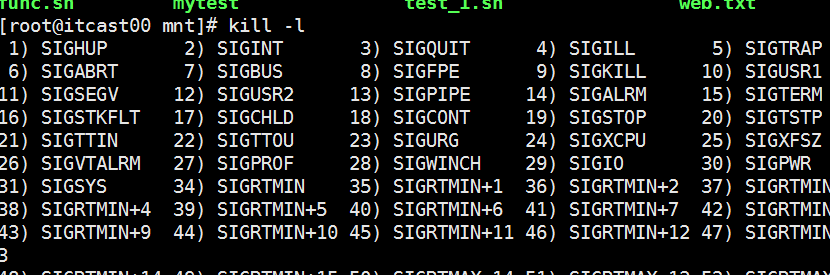 func.sh mytest test_1.sh web.txt
[root@itcast00 mnt]# kill -l
1) SIGHUP 2) SIGINT 3) SIGQUIT 4) SIGILL 5) SIGTRAP
6) SIGABRT 7) SIGBUS 8) SIGFPE 9) SIGKILL 10) SIGUSR1
11) SIGSEGV 12) SIGUSR2 13) SIGPIPE 14) SIGALRM 15) SIGTERM
16) SIGSTKFLT 17) SIGCHLD 18) SIGCONT 19) SIGSTOP 20) SIGTSTP
21) SIGTTIN 22) SIGTTOU 23) SIGURG 24) SIGXCPU 25) SIGXFSZ
26) SIGVTALRM 27) SIGPROF 28) SIGWINCH 29) SIGIO 30) SIGPWR
31) SIGSYS 34) SIGRTMIN 35) SIGRTMIN+1 36) SIGRTMIN+2 37) SIGRTMIN
38) SIGRTMIN+4 39) SIGRTMIN+5 40) SIGRTMIN+6 41) SIGRTMIN+7 42) SIGRTMIN
43) SIGRTMIN+9 44) SIGRTMIN+10 45) SIGRTMIN+11 46) SIGRTMIN+12 47) SIGRTMIN
3